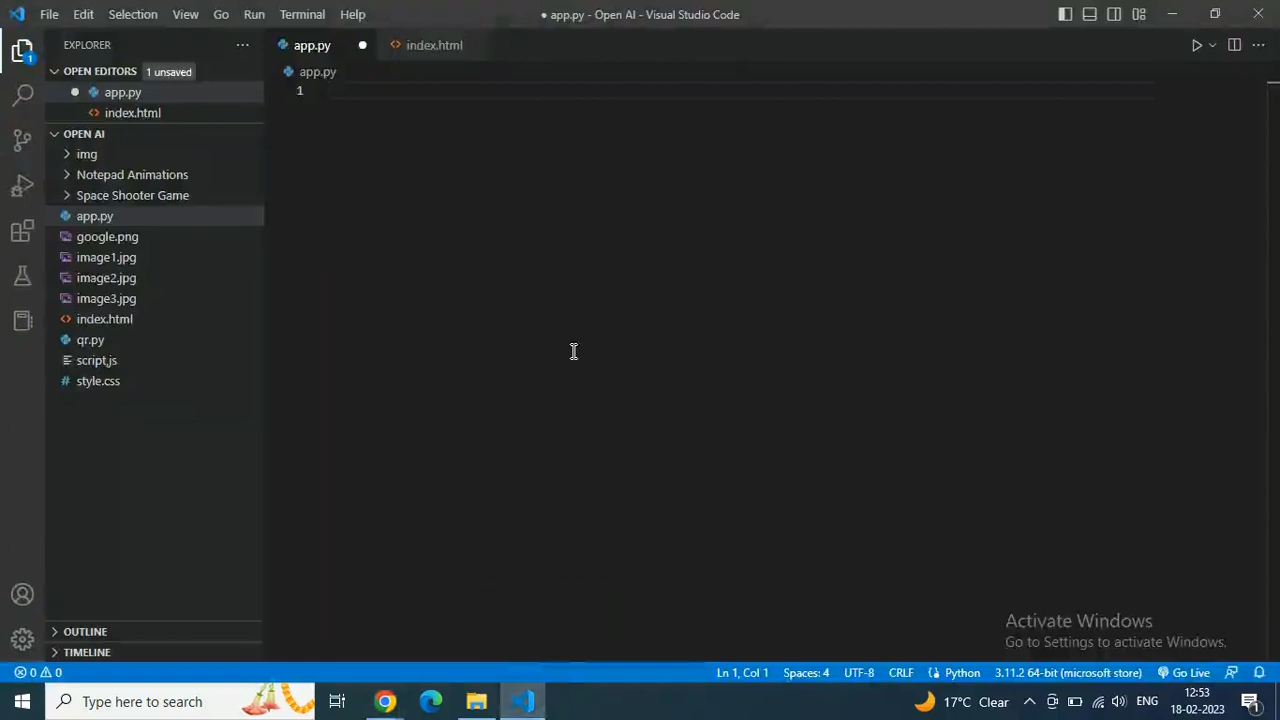 File Edit Selection View Go Run Terminal Help
● app.py - Open AI - Visual Studio Code
EXPLORER
OPEN EDITORS 1 unsaved
app.py
index.html
OPEN AI
img
Notepad Animations
Space Shooter Game
app.py
google.png
image1.jpg
image2.jpg
image3.jpg
index.html
qr.py
script.js
style.css
OUTLINE
TIMELINE
1
app.py
index.html
app.py
1
Activate Windows
Go to Settings to activate Windows.
0 0
Ln 1, Col 1 Spaces: 4 UTF-8 CRLF Python 3.11.2 64-bit (microsoft store) Go Live
Type here to search
17°C Clear
ENG
12:53
18-02-2023
1